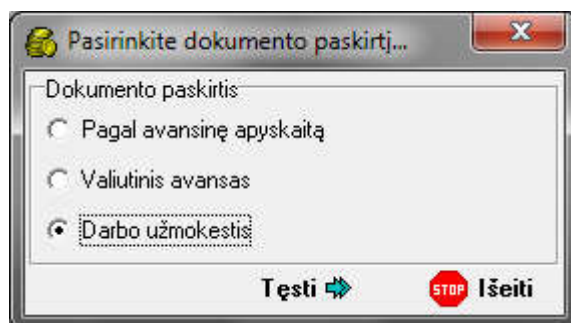 Pasirinkite dokumento paskirtį...
Dokumento paskirtis
Pagal avansinę apyskaitą
Valiutinis avansas
Darbo užmokestis
Tęsti STOP Išeiti